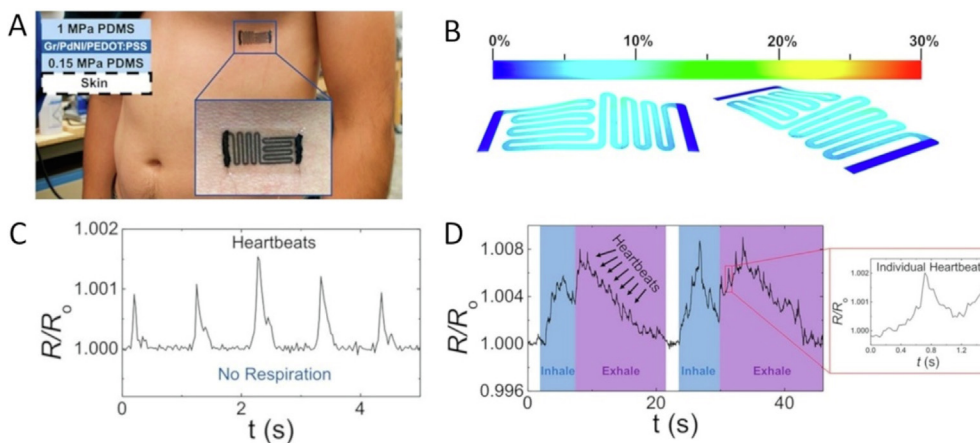 A
1 MPa PDMS
Gr/PdNI/PEDOT:PSS
0.15 MPa PDMS
Skin
B
0% 10% 20% 30%
C
1.002
1.001
1.000
R/Ro
Heartbeats
No Respiration
0 2 4
t (s)
D
1.008
1.004
1.000
0.996
R/Ro
Heartbeats
Inhale Exhale Inhale Exhale
0 20 40
t (s)
Individual Heartbeat
1.002
1.001
1.000
R/Ro
0.0 0.4 0.8 1.2
t (s)